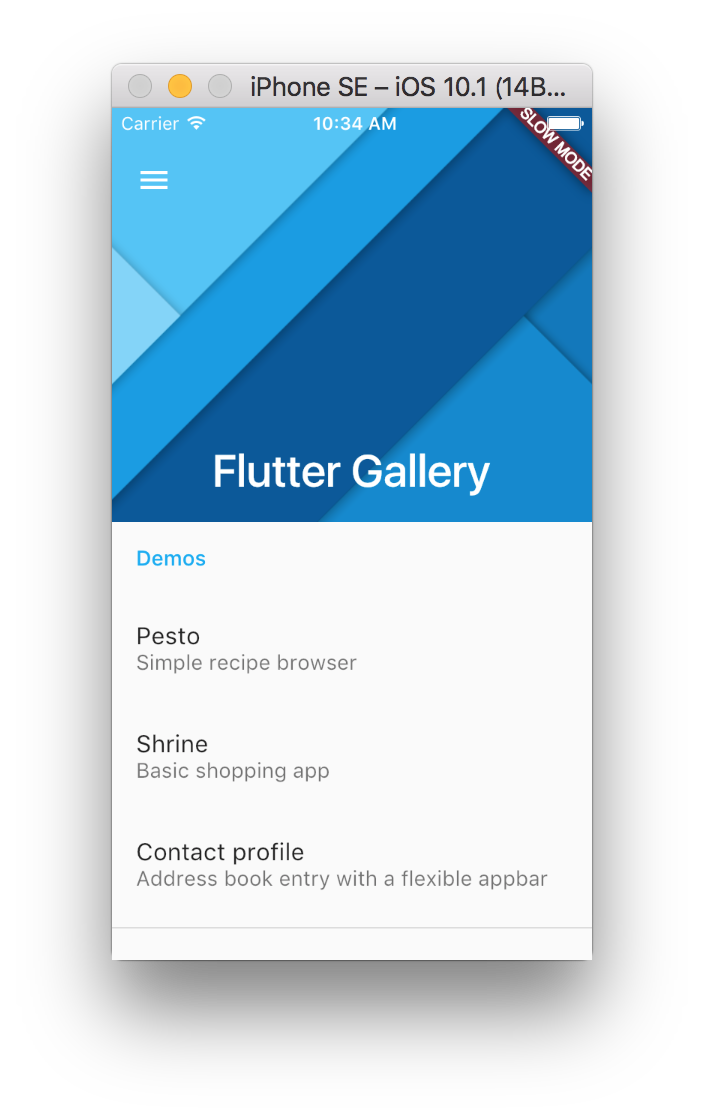 iPhone SE – iOS 10.1 (14B...
Carrier 10:34 AM
SLOW MODE
Flutter Gallery
Demos
Pesto
Simple recipe browser
Shrine
Basic shopping app
Contact profile
Address book entry with a flexible appbar